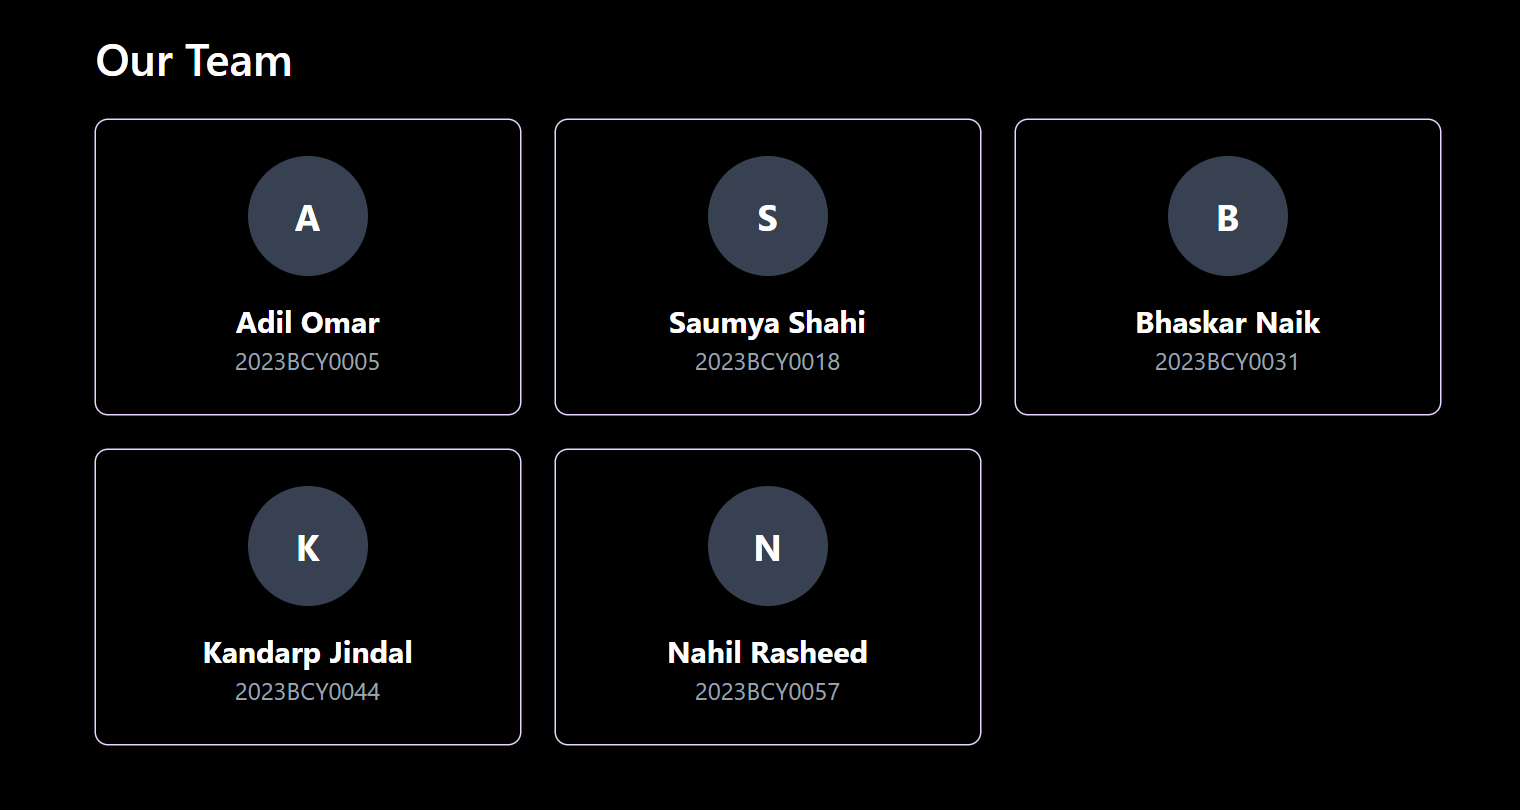 Our Team
A
Adil Omar
2023BCY0005
S
Saumya Shahi
2023BCY0018
B
Bhaskar Naik
2023BCY0031
K
Kandarp Jindal
2023BCY0044
N
Nahil Rasheed
2023BCY0057